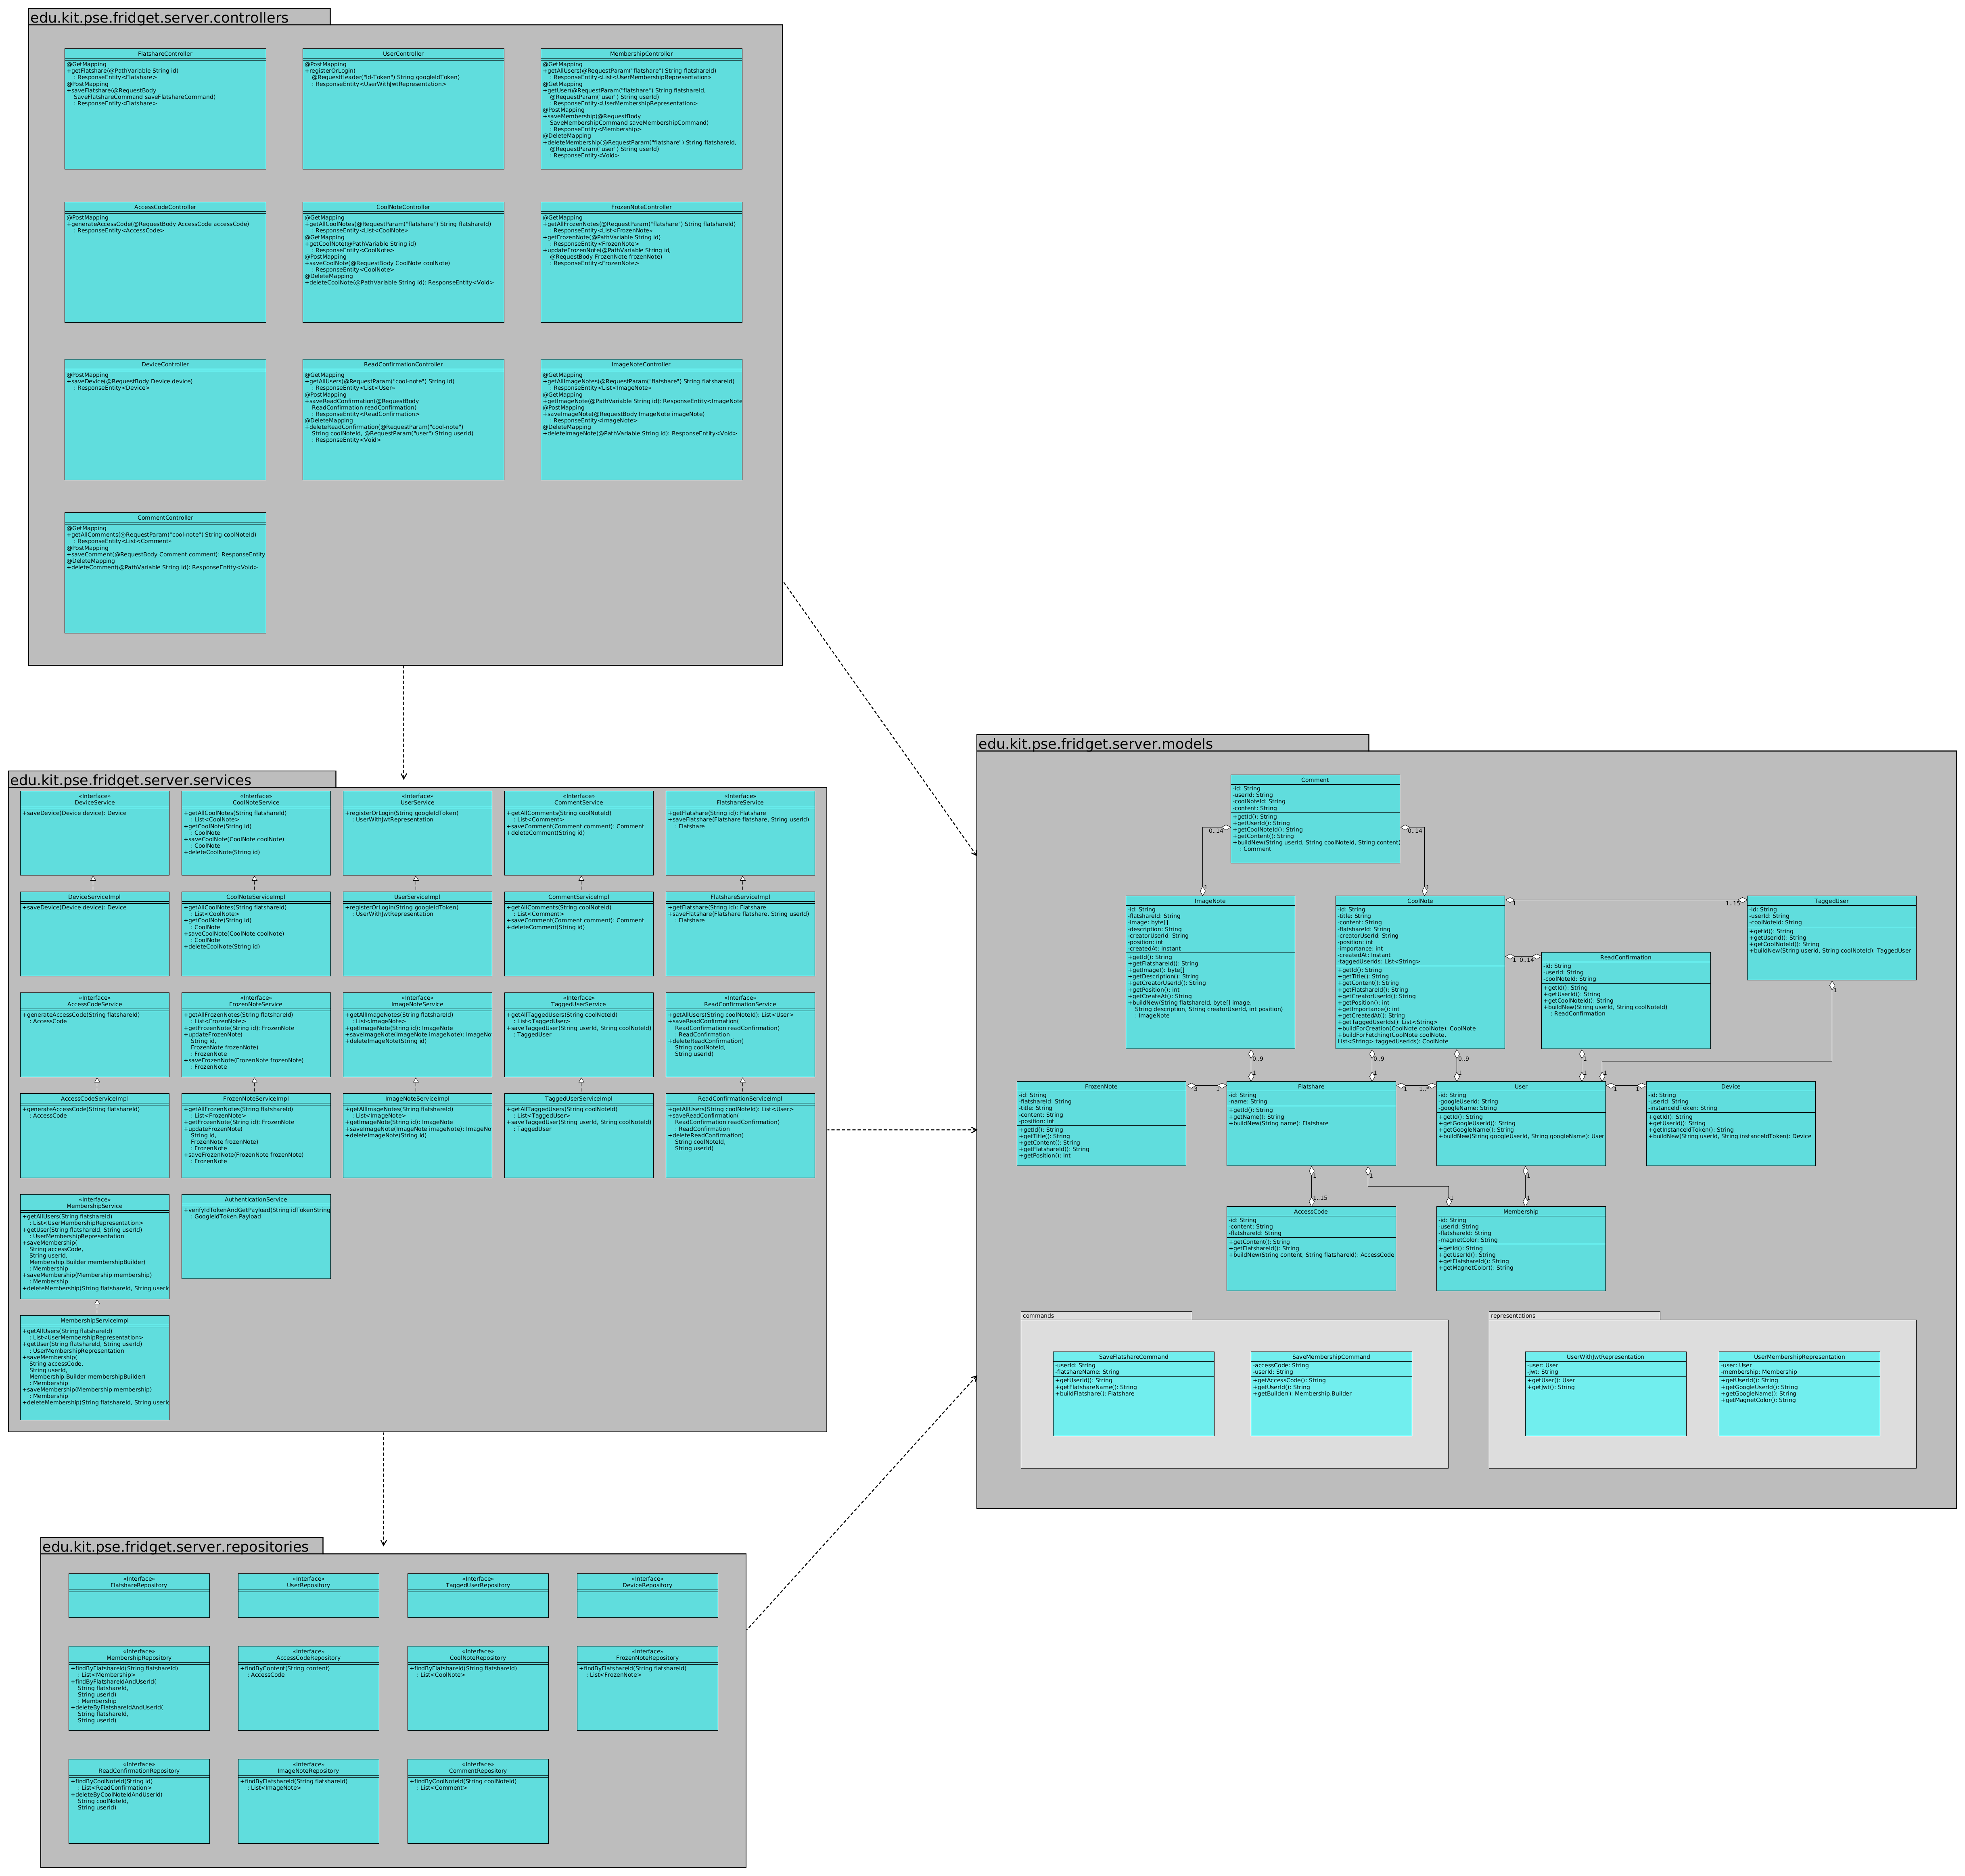 edu.kit.pse.fridget.server.controllers
FlatshareController
@GetMapping
+getFlatshare(@PathVariable String id)
: ResponseEntity<Flatshare>
@PostMapping
+saveFlatshare(@RequestBody
SaveFlatshareCommand saveFlatshareCommand)
: ResponseEntity<Flatshare>
UserController
@PostMapping
+registerOrLogin(
@RequestHeader("Id-Token") String googleIdToken)
: ResponseEntity<UserWithJwtRepresentation>
MembershipController
@GetMapping
+getAllUsers(@RequestParam("flatshare") String flatshareId)
: ResponseEntity<List<UserMembershipRepresentation»
@GetMapping
+getUser(@RequestParam("flatshare") String flatshareId,
@RequestParam("user") String userId)
: ResponseEntity<UserMembershipRepresentation>
@PostMapping
+saveMembership(@RequestBody
SaveMembershipCommand saveMembershipCommand)
: ResponseEntity<Membership>
@DeleteMapping
+deleteMembership(@RequestParam("flatshare") String flatshareId,
@RequestParam("user") String userId)
: ResponseEntity<Void>
AccessCodeController
@PostMapping
+generateAccessCode(@RequestBody AccessCode accessCode)
: ResponseEntity<AccessCode>
CoolNoteController
@GetMapping
+getAllCoolNotes(@RequestParam("flatshare") String flatshareId)
: ResponseEntity<List<CoolNote»
@GetMapping
+getCoolNote(@PathVariable String id)
: ResponseEntity<CoolNote>
@PostMapping
+saveCoolNote(@RequestBody CoolNote coolNote)
: ResponseEntity<CoolNote>
@DeleteMapping
+deleteCoolNote(@PathVariable String id): ResponseEntity<Void>
FrozenNoteController
@GetMapping
+getAllFrozenNotes(@RequestParam("flatshare") String flatshareId)
: ResponseEntity<List<FrozenNote»
+getFrozenNote(@PathVariable String id)
: ResponseEntity<FrozenNote>
+updateFrozenNote(@PathVariable String id,
@RequestBody FrozenNote frozenNote)
: ResponseEntity<FrozenNote>
DeviceController
@PostMapping
+saveDevice(@RequestBody Device device)
: ResponseEntity<Device>
ReadConfirmationController
@GetMapping
+getAllUsers(@RequestParam("cool-note") String id)
: ResponseEntity<List<User»
@PostMapping
+saveReadConfirmation(@RequestBody
ReadConfirmation readConfirmation)
: ResponseEntity<ReadConfirmation>
@DeleteMapping
+deleteReadConfirmation(@RequestParam("cool-note")
String coolNoteId, @RequestParam("user") String userId)
: ResponseEntity<Void>
ImageNoteController
@GetMapping
+getAllImageNotes(@RequestParam("flatshare") String flatshareId)
: ResponseEntity<List<ImageNote»
@GetMapping
+getImageNote(@PathVariable String id): ResponseEntity<ImageNote
@PostMapping
+saveImageNote(@RequestBody ImageNote imageNote)
: ResponseEntity<ImageNote>
@DeleteMapping
+deleteImageNote(@PathVariable String id): ResponseEntity<Void>
CommentController
@GetMapping
+getAllComments(@RequestParam("cool-note") String coolNoteId)
: ResponseEntity<List<Comment»
@PostMapping
+saveComment(@RequestBody Comment comment): ResponseEntity
@DeleteMapping
+deleteComment(@PathVariable String id): ResponseEntity<Void>
edu.kit.pse.fridget.server.services
«Interface»
DeviceService
+saveDevice(Device device): Device
«Interface»
CoolNoteService
+getAllCoolNotes(String flatshareId)
: List<CoolNote>
+getCoolNote(String id)
: CoolNote
+saveCoolNote(CoolNote coolNote)
: CoolNote
+deleteCoolNote(String id)
«Interface»
UserService
+registerOrLogin(String googleIdToken)
: UserWithJwtRepresentation
«Interface»
CommentService
+getAllComments(String coolNoteId)
: List<Comment>
+saveComment(Comment comment): Comment
+deleteComment(String id)
«Interface»
FlatshareService
+getFlatshare(String id): Flatshare
+saveFlatshare(Flatshare flatshare, String userId)
: Flatshare
DeviceServiceImpl
+saveDevice(Device device): Device
CoolNoteServiceImpl
+getAllCoolNotes(String flatshareId)
: List<CoolNote>
+getCoolNote(String id)
: CoolNote
+saveCoolNote(CoolNote coolNote)
: CoolNote
+deleteCoolNote(String id)
UserServiceImpl
+registerOrLogin(String googleIdToken)
: UserWithJwtRepresentation
CommentServiceImpl
+getAllComments(String coolNoteId)
: List<Comment>
+saveComment(Comment comment): Comment
+deleteComment(String id)
FlatshareServiceImpl
+getFlatshare(String id): Flatshare
+saveFlatshare(Flatshare flatshare, String userId)
: Flatshare
«Interface»
AccessCodeService
+generateAccessCode(String flatshareId)
: AccessCode
«Interface»
FrozenNoteService
+getAllFrozenNotes(String flatshareId)
: List<FrozenNote>
+getFrozenNote(String id): FrozenNote
+updateFrozenNote(
String id,
FrozenNote frozenNote)
: FrozenNote
+saveFrozenNote(FrozenNote frozenNote)
: FrozenNote
«Interface»
ImageNoteService
+getAllImageNotes(String flatshareId)
: List<ImageNote>
+getImageNote(String id): ImageNote
+saveImageNote(ImageNote imageNote): ImageNo
+deleteImageNote(String id)
«Interface»
TaggedUserService
+getAllTaggedUsers(String coolNoteId)
: List<TaggedUser>
+saveTaggedUser(String userId, String coolNoteId)
: TaggedUser
«Interface»
ReadConfirmationService
+getAllUsers(String coolNoteId): List<User>
+saveReadConfirmation(
ReadConfirmation readConfirmation)
: ReadConfirmation
+deleteReadConfirmation(
String coolNoteId,
String userId)
AccessCodeServiceImpl
+generateAccessCode(String flatshareId)
: AccessCode
FrozenNoteServiceImpl
+getAllFrozenNotes(String flatshareId)
: List<FrozenNote>
+getFrozenNote(String id): FrozenNote
+updateFrozenNote(
String id,
FrozenNote frozenNote)
: FrozenNote
+saveFrozenNote(FrozenNote frozenNote)
: FrozenNote
ImageNoteServiceImpl
+getAllImageNotes(String flatshareId)
: List<ImageNote>
+getImageNote(String id): ImageNote
+saveImageNote(ImageNote imageNote): ImageNo
+deleteImageNote(String id)
TaggedUserServiceImpl
+getAllTaggedUsers(String coolNoteId)
: List<TaggedUser>
+saveTaggedUser(String userId, String coolNoteId)
: TaggedUser
ReadConfirmationServiceImpl
+getAllUsers(String coolNoteId): List<User>
+saveReadConfirmation(
ReadConfirmation readConfirmation)
: ReadConfirmation
+deleteReadConfirmation(
String coolNoteId,
String userId)
«Interface»
MembershipService
+getAllUsers(String flatshareId)
: List<UserMembershipRepresentation>
+getUser(String flatshareId, String userId)
: UserMembershipRepresentation
+saveMembership(
String accessCode,
String userId,
Membership.Builder membershipBuilder)
: Membership
+saveMembership(Membership membership)
: Membership
+deleteMembership(String flatshareId, String userId
AuthenticationService
+verifyIdTokenAndGetPayload(String idTokenString
: GoogleIdToken.Payload
MembershipServiceImpl
+getAllUsers(String flatshareId)
: List<UserMembershipRepresentation>
+getUser(String flatshareId, String userId)
: UserMembershipRepresentation
+saveMembership(
String accessCode,
String userId,
Membership.Builder membershipBuilder)
: Membership
+saveMembership(Membership membership)
: Membership
+deleteMembership(String flatshareId, String userId
edu.kit.pse.fridget.server.models
Comment
-id: String
-userId: String
-coolNoteId: String
-content: String
+getId(): String
+getUserId(): String
+getCoolNoteId(): String
+getContent(): String
+buildNew(String userId, String coolNoteId, String content)
: Comment
0..14
0..14
1
1
ImageNote
-id: String
-flatshareId: String
-image: byte[]
-description: String
-creatorUserId: String
-position: int
-createdAt: Instant
+getId(): String
+getFlatshareId(): String
+getImage(): byte[]
+getDescription(): String
+getCreatorUserId(): String
+getPosition(): int
+getCreateAt(): String
+buildNew(String flatshareId, byte[] image,
String description, String creatorUserId, int position)
: ImageNote
CoolNote
-id: String
-title: String
-content: String
-flatshareId: String
-creatorUserId: String
-position: int
-importance: int
-createdAt: Instant
-taggedUserIds: List<String>
+getId(): String
+getTitle(): String
+getContent(): String
+getFlatshareId(): String
+getCreatorUserId(): String
+getPosition(): int
+getImportance(): int
+getCreatedAt(): String
+getTaggedUserIds(): List<String>
+buildForCreation(CoolNote coolNote): CoolNote
+buildForFetching(CoolNote coolNote,
List<String> taggedUserIds): CoolNote
1
1..15
TaggedUser
-id: String
-userId: String
-coolNoteId: String
+getId(): String
+getUserId(): String
+getCoolNoteId(): String
+buildNew(String userId, String coolNoteId): TaggedUser
1
1 0..14
ReadConfirmation
-id: String
-userId: String
-coolNoteId: String
+getId(): String
+getUserId(): String
+getCoolNoteId(): String
+buildNew(String userId, String coolNoteId)
: ReadConfirmation
0..9
0..9
0..9
1
1
1
1
1
1
FrozenNote
-id: String
-flatshareId: String
-title: String
-content: String
-position: int
+getId(): String
+getTitle(): String
+getContent(): String
+getFlatshareId(): String
+getPosition(): int
3
1
Flatshare
-id: String
-name: String
+getId(): String
+getName(): String
+buildNew(String name): Flatshare
1
1..*
User
-id: String
-googleUserId: String
-googleName: String
+getId(): String
+getGoogleUserId(): String
+getGoogleName(): String
+buildNew(String googleUserId, String googleName): User
1
1
Device
-id: String
-userId: String
-instanceIdToken: String
+getId(): String
+getUserId(): String
+getInstanceIdToken(): String
+buildNew(String userId, String instanceIdToken): Device
1
1
1
1..15
1
1
AccessCode
-id: String
-content: String
-flatshareId: String
+getContent(): String
+getFlatshareId(): String
+buildNew(String content, String flatshareId): AccessCode
Membership
-id: String
-userId: String
-flatshareId: String
-magnetColor: String
+getId(): String
+getUserId(): String
+getFlatshareId(): String
+getMagnetColor(): String
commands
SaveFlatshareCommand
-userId: String
-flatshareName: String
+getUserId(): String
+getFlatshareName(): String
+buildFlatshare(): Flatshare
SaveMembershipCommand
-accessCode: String
-userId: String
+getAccessCode(): String
+getUserId(): String
+getBuilder(): Membership.Builder
representations
UserWithJwtRepresentation
-user: User
-jwt: String
+getUser(): User
+getJwt(): String
UserMembershipRepresentation
-user: User
-membership: Membership
+getUserId(): String
+getGoogleUserId(): String
+getGoogleName(): String
+getMagnetColor(): String
edu.kit.pse.fridget.server.repositories
«Interface»
FlatshareRepository
«Interface»
UserRepository
«Interface»
TaggedUserRepository
«Interface»
DeviceRepository
«Interface»
MembershipRepository
+findByFlatshareId(String flatshareId)
: List<Membership>
+findByFlatshareIdAndUserId(
String flatshareId,
String userId)
: Membership
+deleteByFlatshareIdAndUserId(
String flatshareId,
String userId)
«Interface»
AccessCodeRepository
+findByContent(String content)
: AccessCode
«Interface»
CoolNoteRepository
+findByFlatshareId(String flatshareId)
: List<CoolNote>
«Interface»
FrozenNoteRepository
+findByFlatshareId(String flatshareId)
: List<FrozenNote>
«Interface»
ReadConfirmationRepository
+findByCoolNoteId(String id)
: List<ReadConfirmation>
+deleteByCoolNoteIdAndUserId(
String coolNoteId,
String userId)
«Interface»
ImageNoteRepository
+findByFlatshareId(String flatshareId)
: List<ImageNote>
«Interface»
CommentRepository
+findByCoolNoteId(String coolNoteId)
: List<Comment>